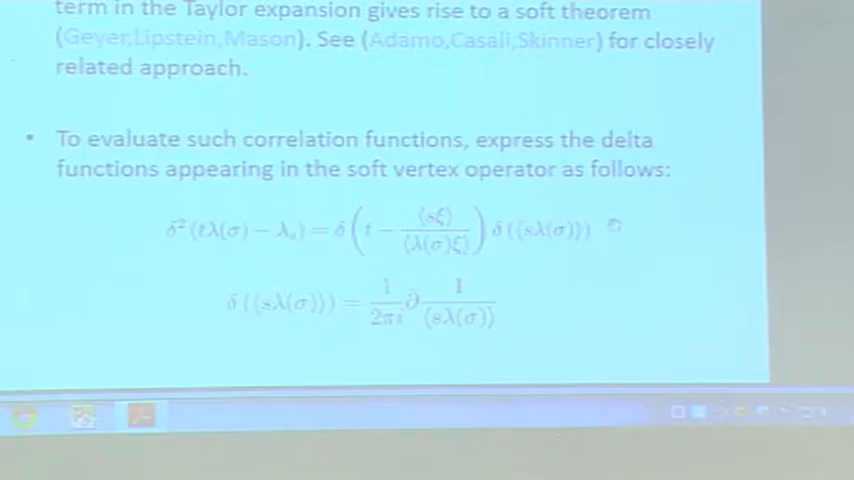 term in the Taylor expansion gives rise to a soft theorem
(Geyer,Lipstein,Mason). See (Adamo,Casali,Skinner) for closely
related approach.
• To evaluate such correlation functions, express the delta
functions appearing in the soft vertex operator as follows:
δ² (tλ(σ) − λₛ) = δ ( t − ⟨sξ⟩ / ⟨λ(σ)ξ⟩ ) δ (⟨sλ(σ)⟩)
δ (⟨sλ(σ)⟩) = 1 / 2πi ∂̄ 1 / ⟨sλ(σ)⟩